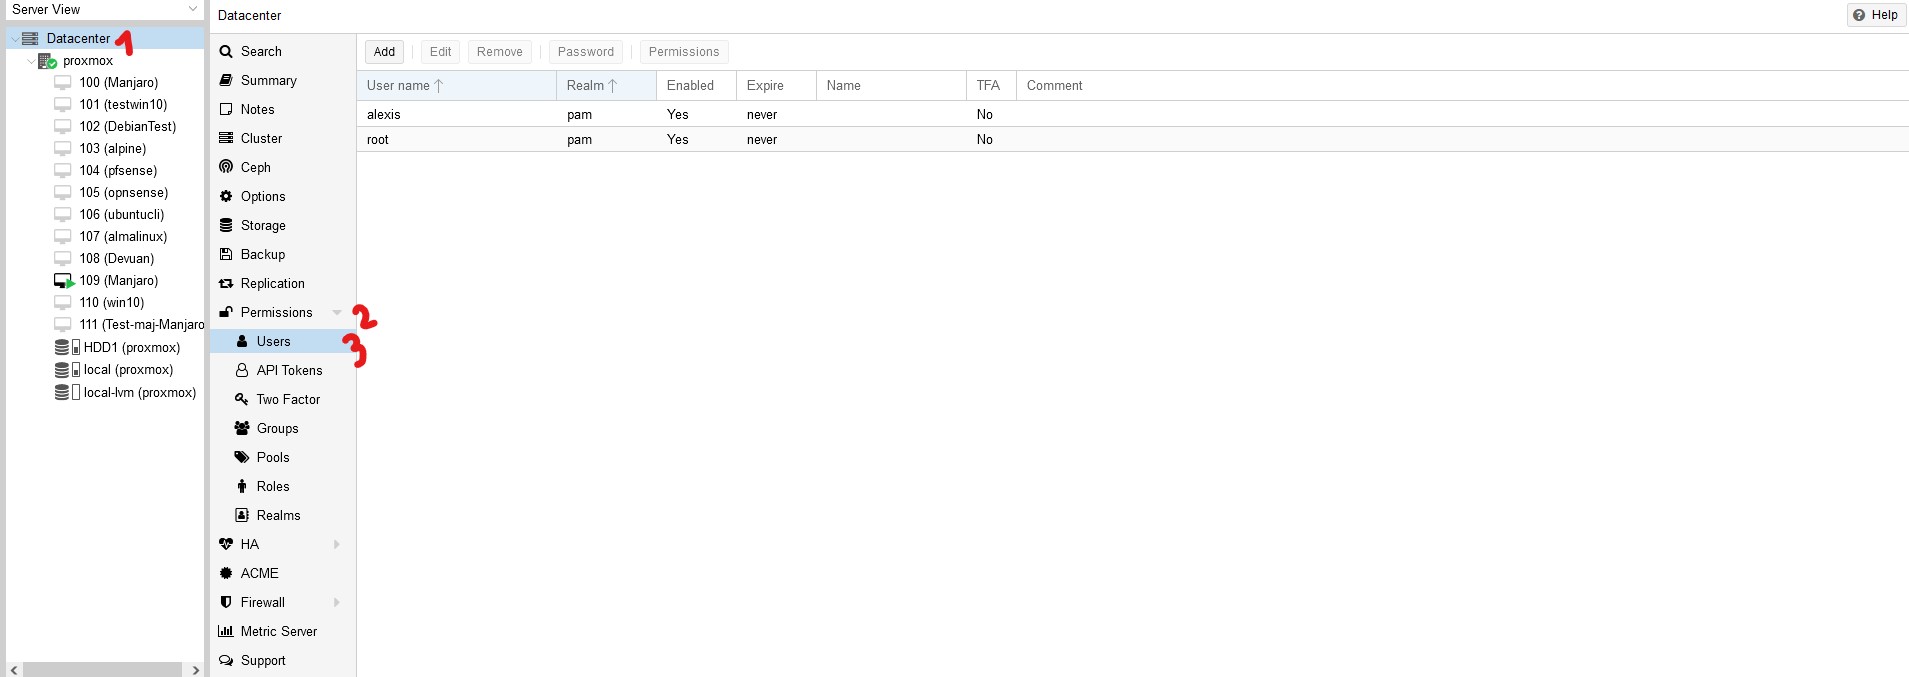 Server View
Datacenter 1
proxmox
100 (Manjaro)
101 (testwin10)
102 (DebianTest)
103 (alpine)
104 (pfsense)
105 (opnsense)
106 (ubuntucli)
107 (almalinux)
108 (Devuan)
109 (Manjaro)
110 (win10)
111 (Test-maj-Manjaro
HDD1 (proxmox)
local (proxmox)
local-lvm (proxmox)
Datacenter
Help
Search
Summary
Notes
Cluster
Ceph
Options
Storage
Backup
Replication
Permissions 2
Users 3
API Tokens
Two Factor
Groups
Pools
Roles
Realms
HA
ACME
Firewall
Metric Server
Support
Add Edit Remove Password Permissions
User name Realm Enabled Expire Name TFA Comment
alexis pam Yes never No
root pam Yes never No